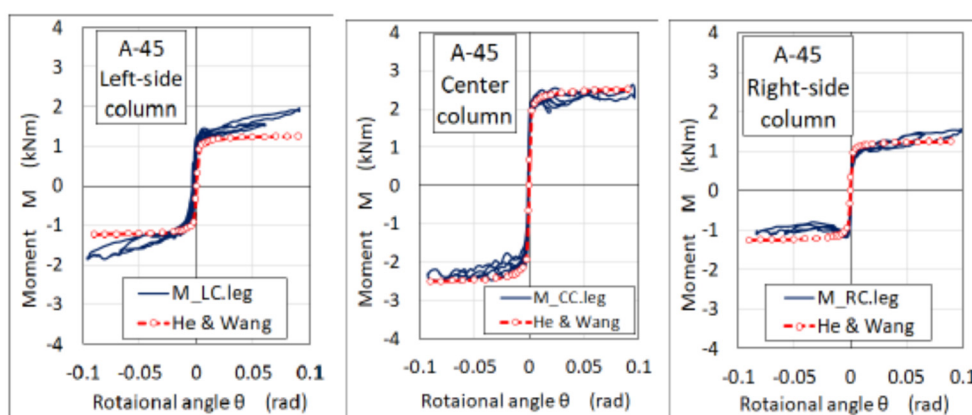 A-45
Left-side
column
4
3
2
1
0
-1
-2
-3
-4
Moment M (kNm)
M_LC.leg
He & Wang
-0.1 -0.05 0 0.05 0.1
Rotaional angle θ (rad)
A-45
Center
column
4
3
2
1
0
-1
-2
-3
-4
Moment M (kNm)
M_CC.leg
He & Wang
-0.1 -0.05 0 0.05 0.1
Rotaional angle θ (rad)
A-45
Right-side
column
4
3
2
1
0
-1
-2
-3
-4
Moment M (kNm)
M_RC.leg
He & Wang
-0.1 -0.05 0 0.05 0.1
Rotaional angle θ (rad)